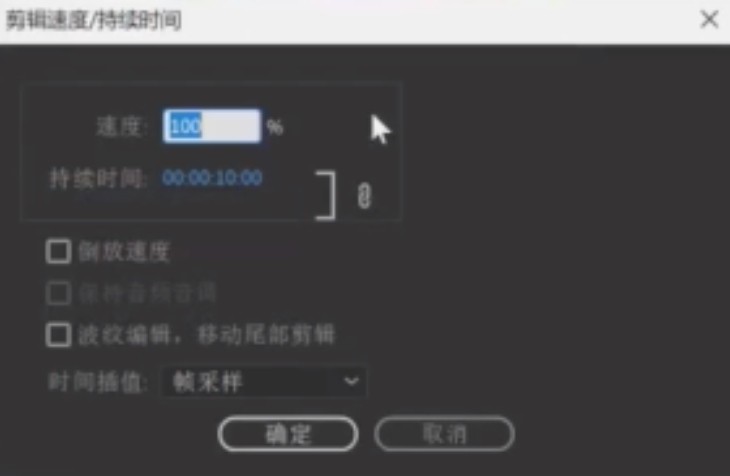 剪辑速度/持续时间
速度: 100 %
持续时间: 00:00:10:00
倒放速度
保持音频音调
波纹编辑，移动尾部剪辑
时间插值: 帧采样
确定 取消